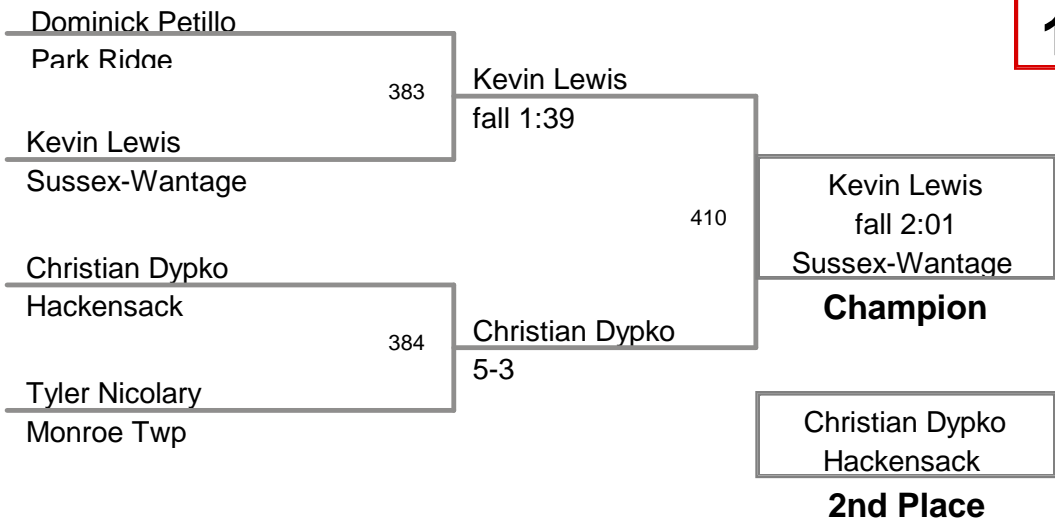 Dominick Petillo
Park Ridge
383
Kevin Lewis
Sussex-Wantage
Kevin Lewis
fall 1:39
Christian Dypko
Hackensack
384
Tyler Nicolary
Monroe Twp
Christian Dypko
5-3
410
Kevin Lewis
fall 2:01
Sussex-Wantage
Champion
Christian Dypko
Hackensack
2nd Place